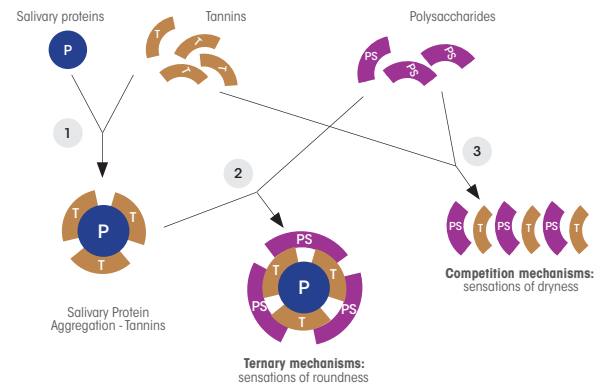 Salivary proteins
Tannins
Polysaccharides
P
T
T
T
T
PS
PS
PS
1
2
3
T
T
P
T
PS
T
T
P
PS
PS
T
PS
T
PS
T
PS
T
Competition mechanisms:
sensations of dryness
Salivary Protein
Aggregation - Tannins
Ternary mechanisms:
sensations of roundness